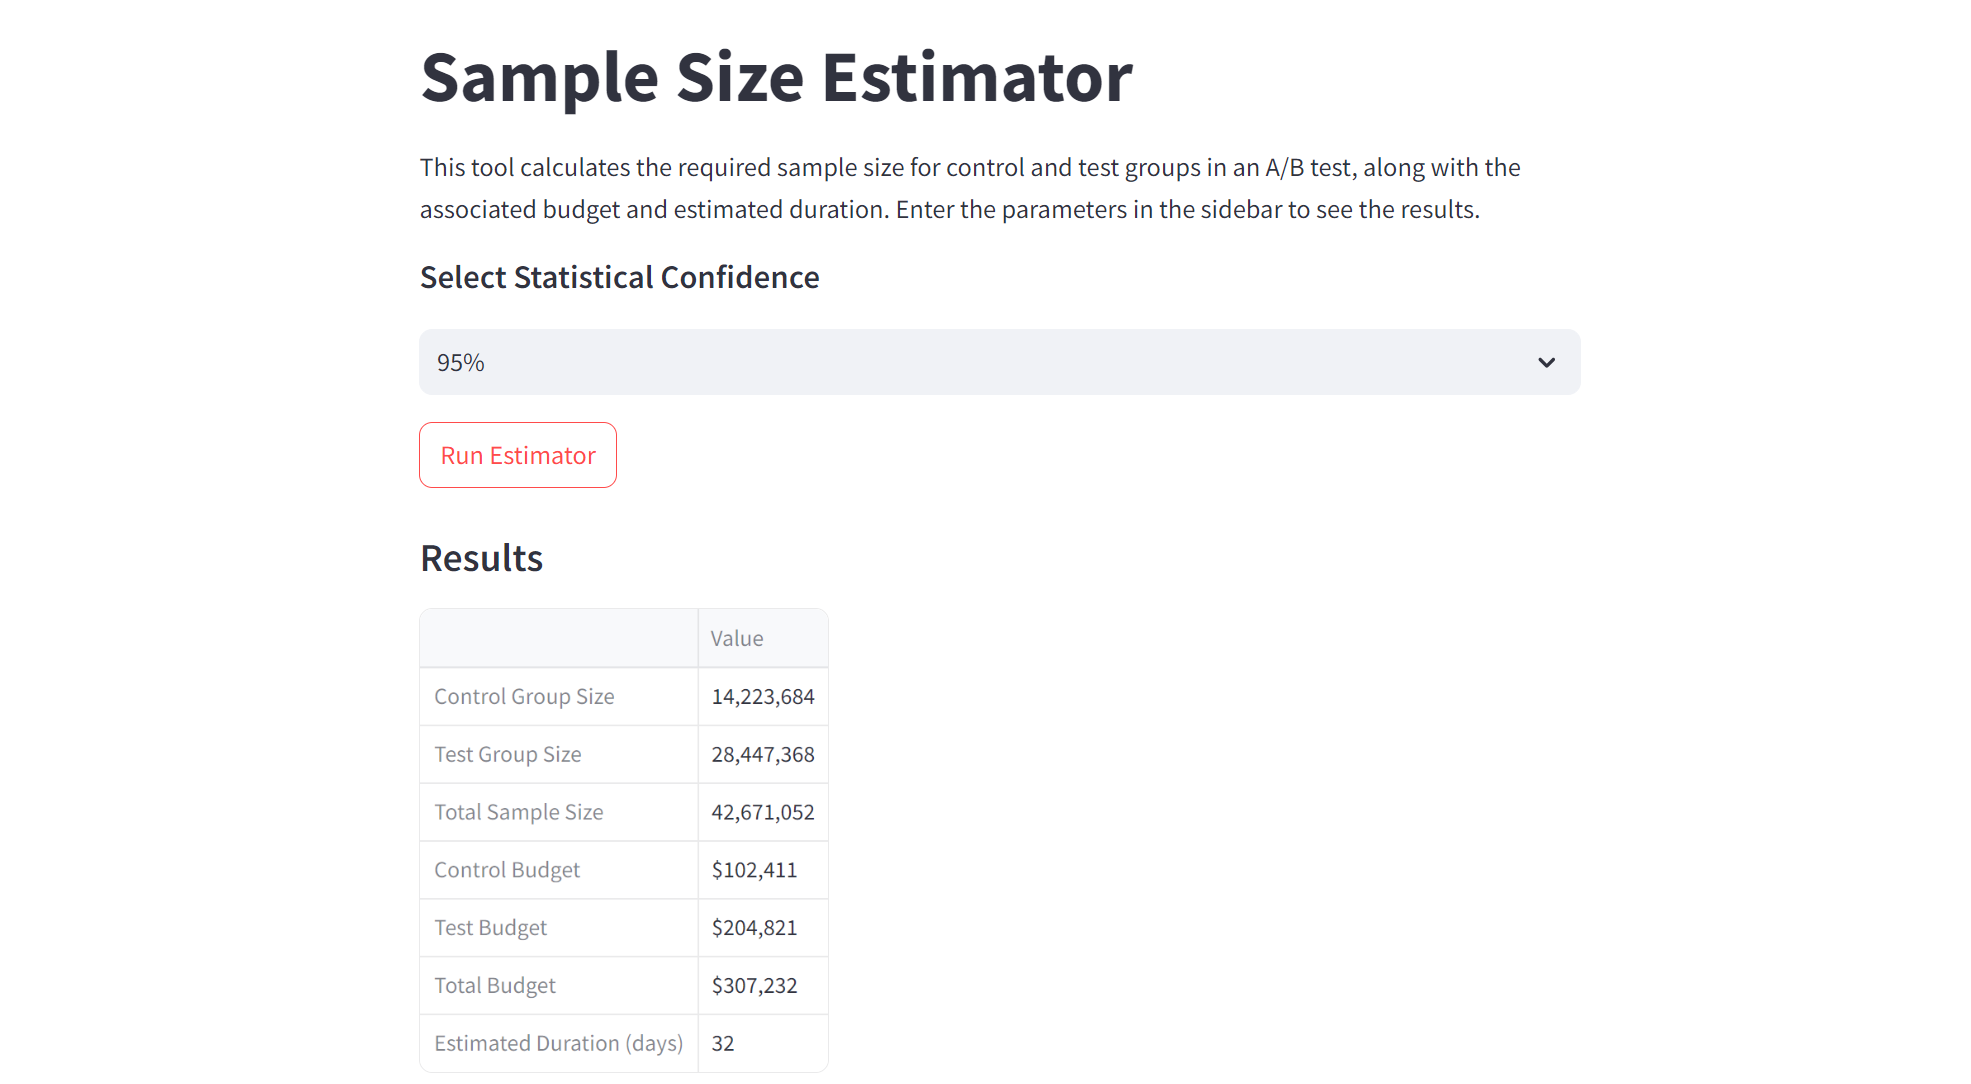 Sample Size Estimator
This tool calculates the required sample size for control and test groups in an A/B test, along with the
associated budget and estimated duration. Enter the parameters in the sidebar to see the results.
Select Statistical Confidence
95%
Run Estimator
Results
Value
Control Group Size 14,223,684
Test Group Size 28,447,368
Total Sample Size 42,671,052
Control Budget $102,411
Test Budget $204,821
Total Budget $307,232
Estimated Duration (days) 32